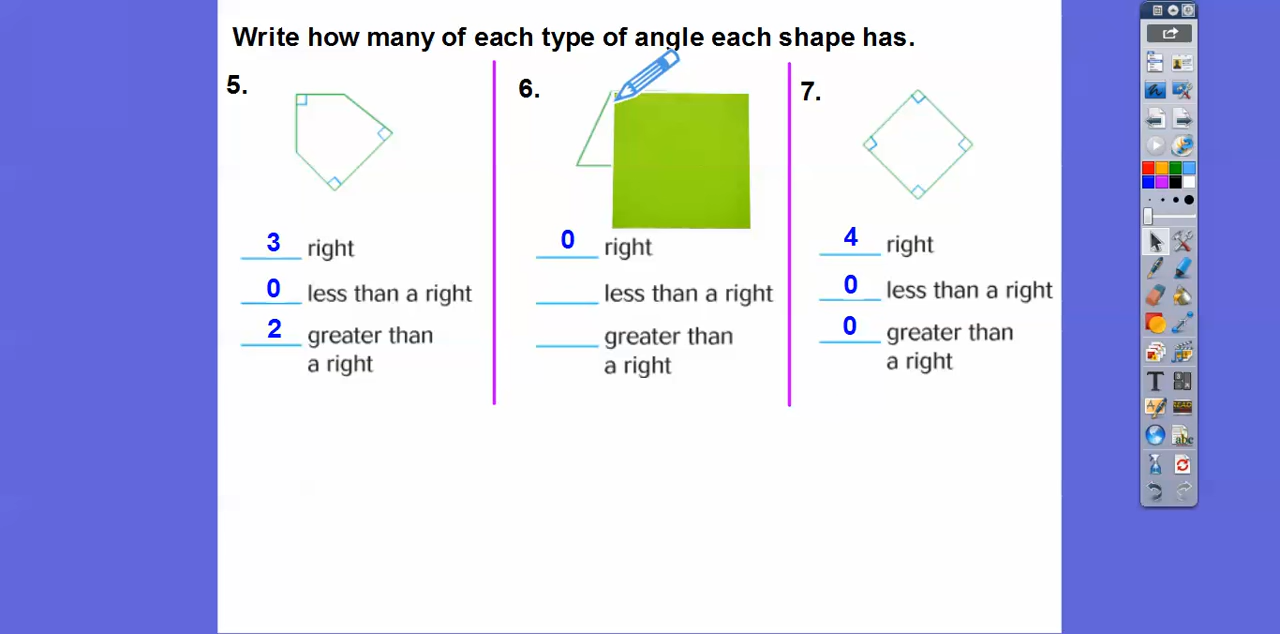 Write how many of each type of angle each shape has.
5.
3 right
0 less than a right
2 greater than
a right
6.
0 right
less than a right
greater than
a right
7.
4 right
0 less than a right
0 greater than
a right